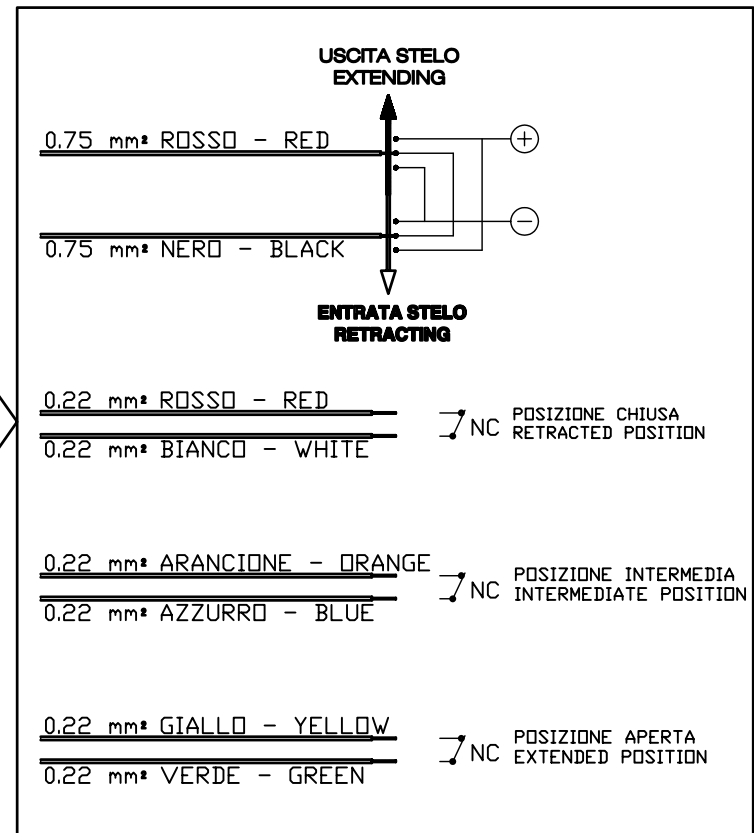 USCITA STELO
EXTENDING
0.75 mm² ROSSO - RED
+
-
0.75 mm² NERO - BLACK
ENTRATA STELO
RETRACTING
0.22 mm² ROSSO - RED
0.22 mm² BIANCO - WHITE
NC
POSIZIONE CHIUSA
RETRACTED POSITION
0.22 mm² ARANCIONE - ORANGE
0.22 mm² AZZURRO - BLUE
NC
POSIZIONE INTERMEDIA
INTERMEDIATE POSITION
0.22 mm² GIALLO - YELLOW
0.22 mm² VERDE - GREEN
NC
POSIZIONE APERTA
EXTENDED POSITION